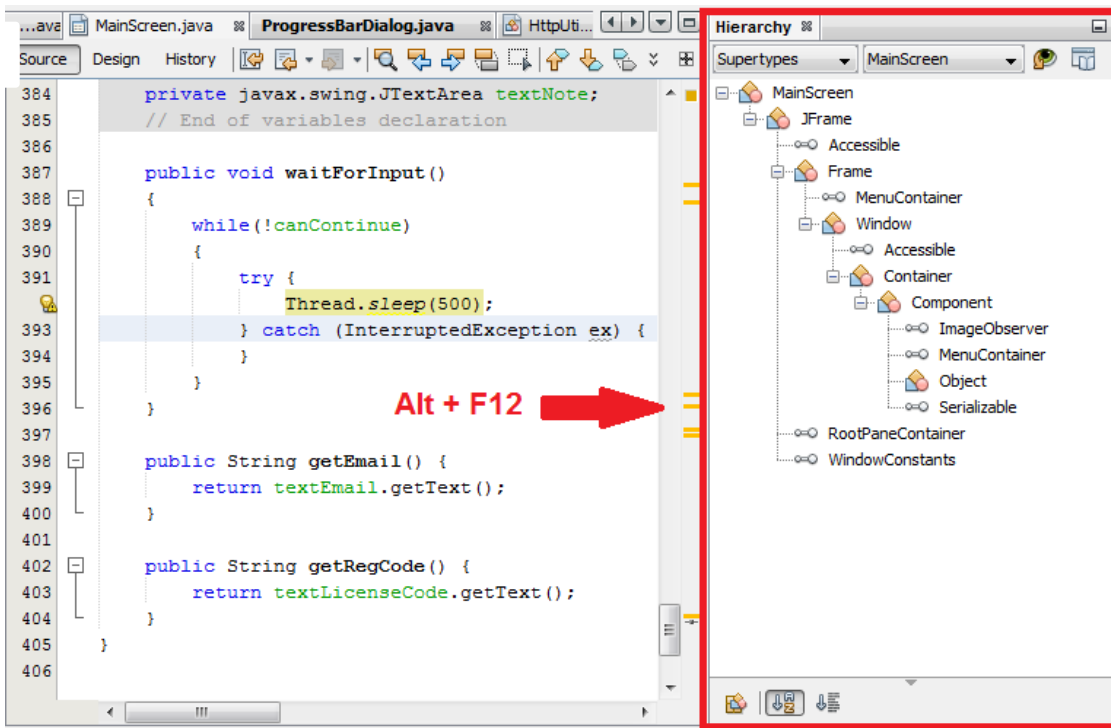 ...ava MainScreen.java ProgressBarDialog.java HttpUti...
Source Design History
384 private javax.swing.JTextArea textNote;
385 // End of variables declaration
386
387 public void waitForInput()
388 {
389 while(!canContinue)
390 {
391 try {
Thread.sleep(500);
393 } catch (InterruptedException ex) {
394 }
395 }
396 }
397
398 public String getEmail() {
399 return textEmail.getText();
400 }
401
402 public String getRegCode() {
403 return textLicenseCode.getText();
404 }
405 }
406
Alt + F12
Hierarchy
Supertypes MainScreen
MainScreen
JFrame
Accessible
Frame
MenuContainer
Window
Accessible
Container
Component
ImageObserver
MenuContainer
Object
Serializable
RootPaneContainer
WindowConstants